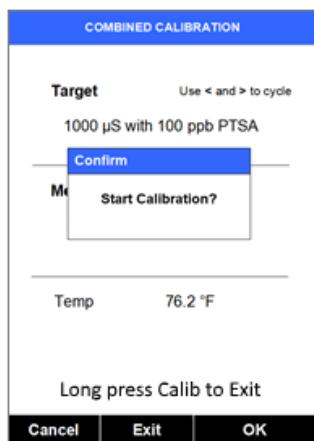 COMBINED CALIBRATION
Target Use < and > to cycle
1000 µS with 100 ppb PTSA
Confirm
Start Calibration?
Temp 76.2 °F
Long press Calib to Exit
Cancel Exit OK